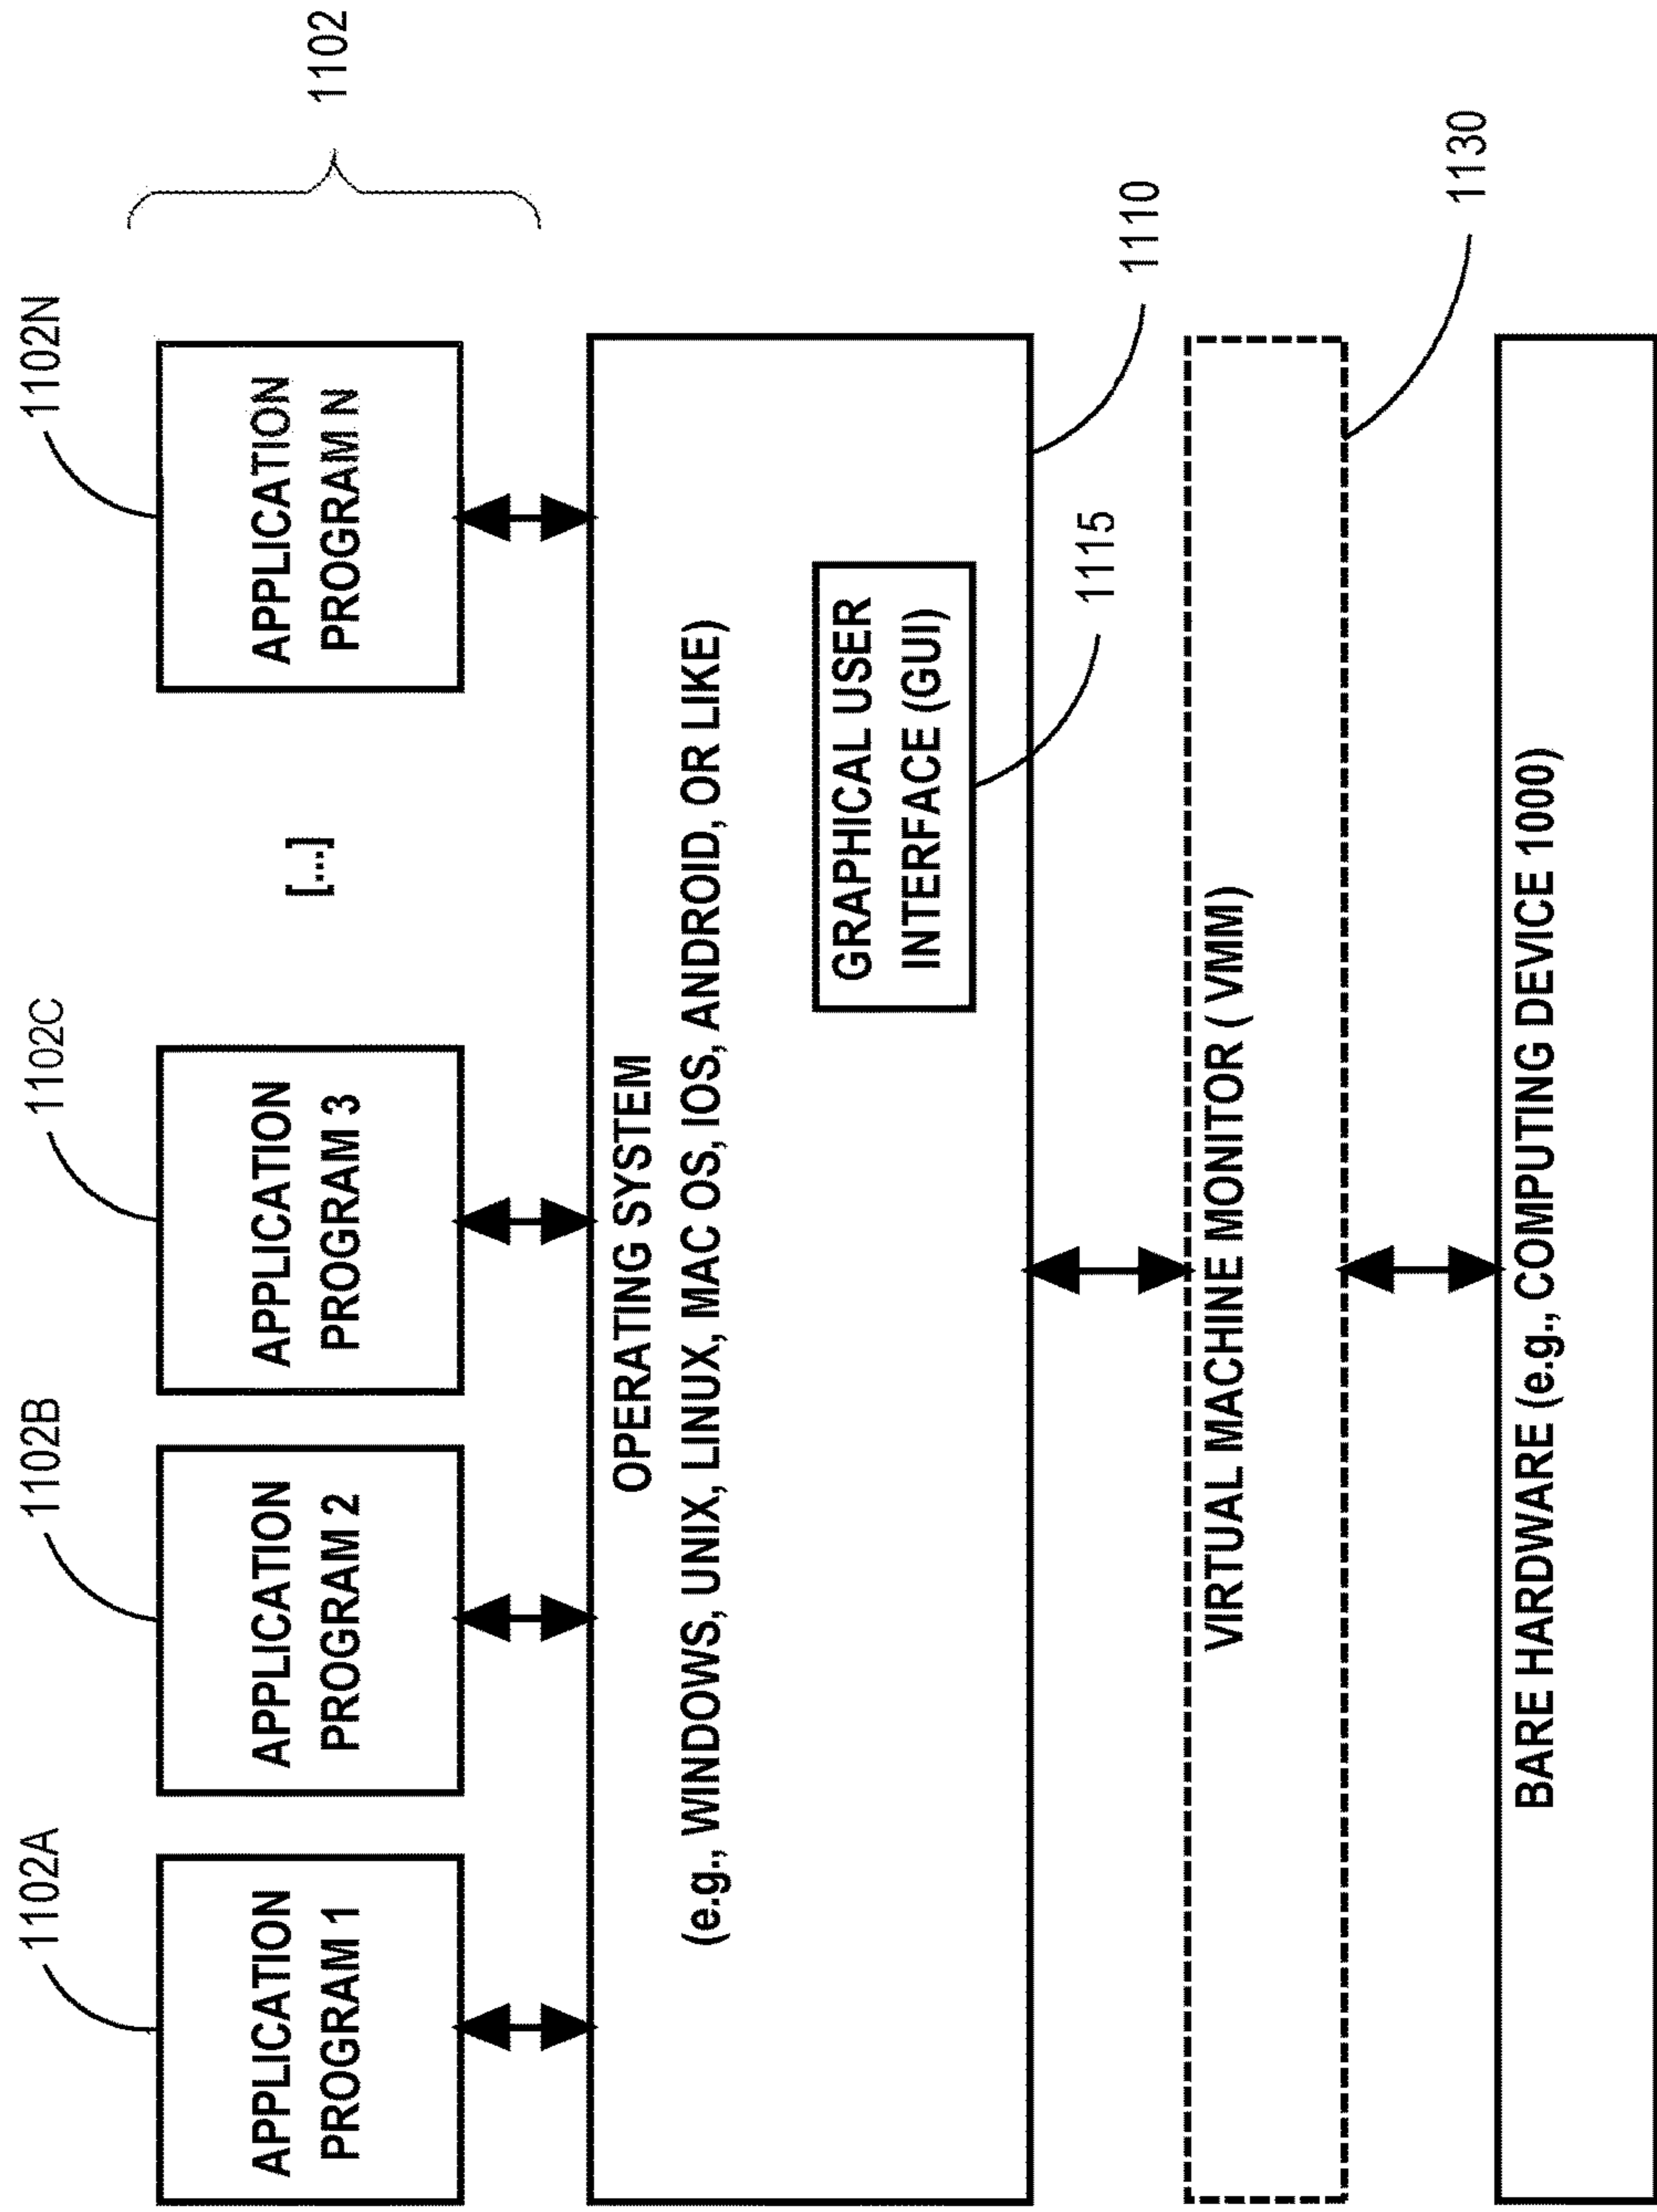 1102
1102A
1102B
1102C
1102N
APPLICATION
PROGRAM 1
APPLICATION
PROGRAM 2
APPLICATION
PROGRAM 3
[...]
APPLICATION
PROGRAM N
OPERATING SYSTEM
(e.g., WINDOWS, UNIX, LINUX, MAC OS, IOS, ANDROID, OR LIKE)
GRAPHICAL USER
INTERFACE (GUI)
1115
1110
VIRTUAL MACHINE MONITOR ( VMM)
1130
BARE HARDWARE (e.g., COMPUTING DEVICE 1000)